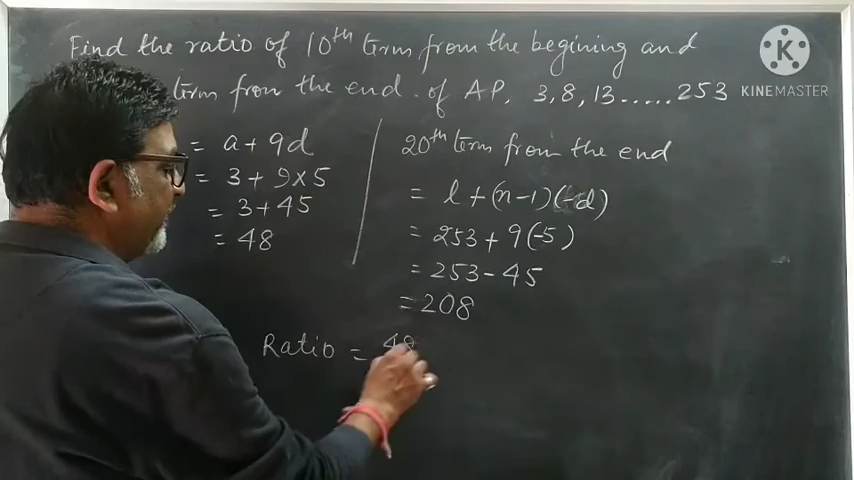 Find the ratio of 10th term from the begining and
term from the end. of AP. 3, 8, 13 ..... 253
= a + 9d
= 3 + 9 × 5
= 3 + 45
= 48
20th term from the end
= l + (n-1)(-d)
= 253 + 9(-5)
= 253 - 45
= 208
Ratio = 48
KINEMASTER